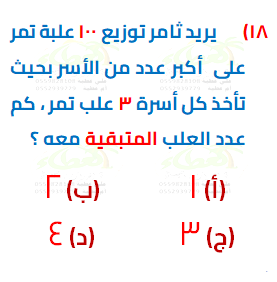 ١٨) يريد ثامر توزيع ١٠٠ علبة تمر
على أكبر عدد من الأسر بحيث
تأخذ كل أسرة ٣ علب تمر ، كم
عدد العلب المتبقية معه ؟
(أ) ١ (ب) ٢
(ج) ٣ (د) ٤